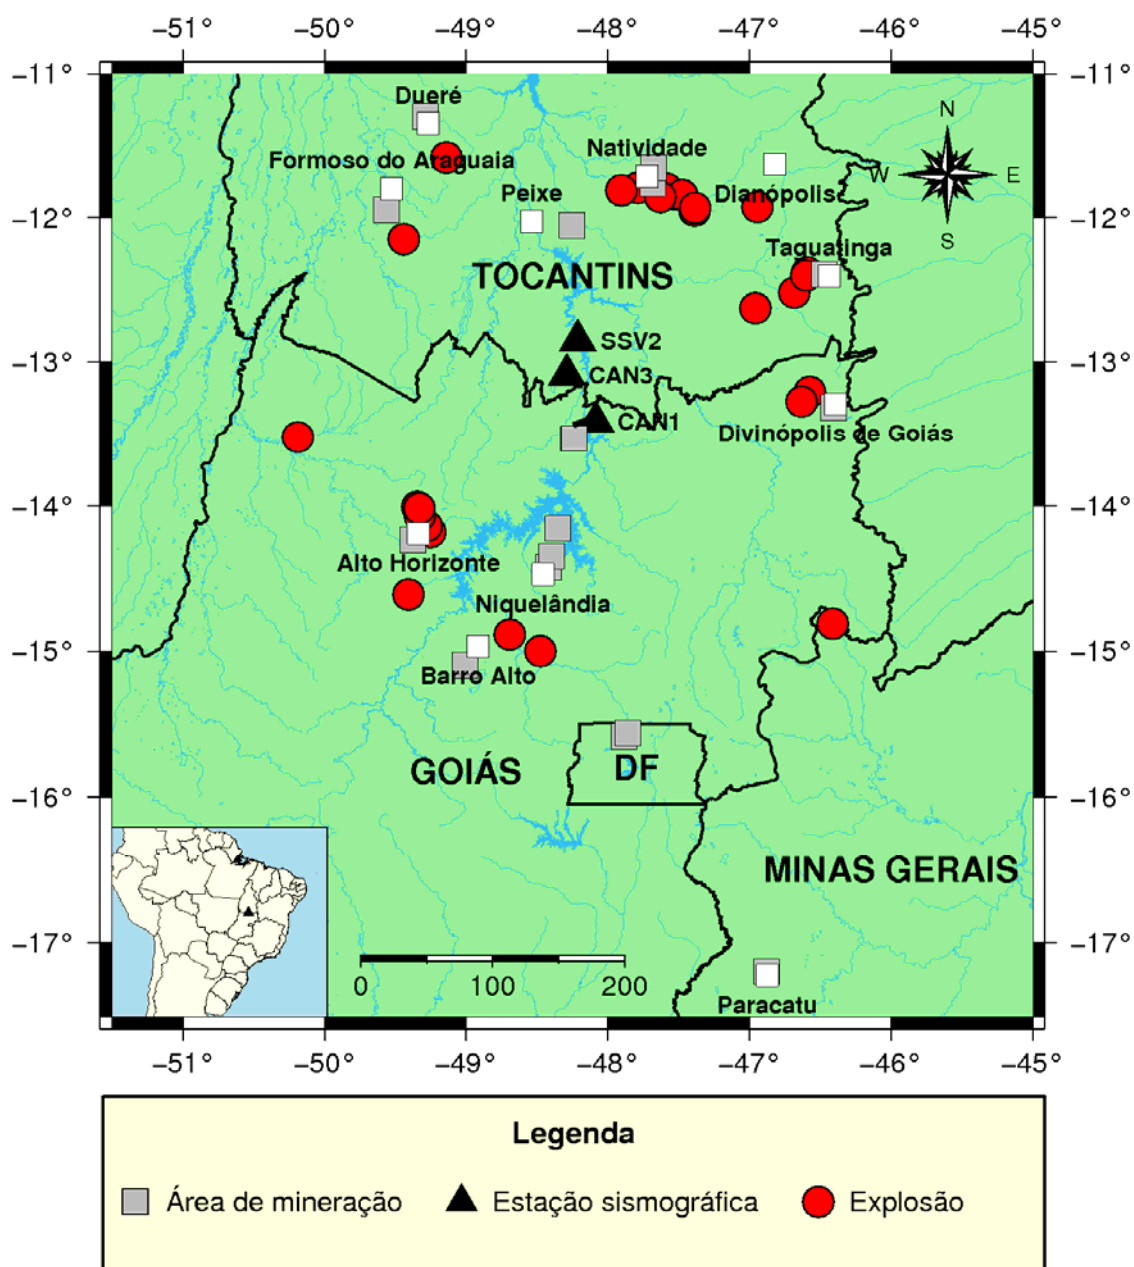 −51° −50° −49° −48° −47° −46° −45°
−11° −11°
Dueré
N
Formoso do Araguaia
Natividade
W E
Peixe
Dianópolis
−12° −12°
S
Taguatinga
TOCANTINS
SSV2
−13° −13°
CAN3
CAN1
Divinópolis de Goiás
−14° −14°
Alto Horizonte
Niquelândia
−15° −15°
Barro Alto
GOIÁS DF
−16° −16°
MINAS GERAIS
−17° −17°
0 100 200
Paracatu
−51° −50° −49° −48° −47° −46° −45°
Legenda
Área de mineração Estação sismográfica Explosão